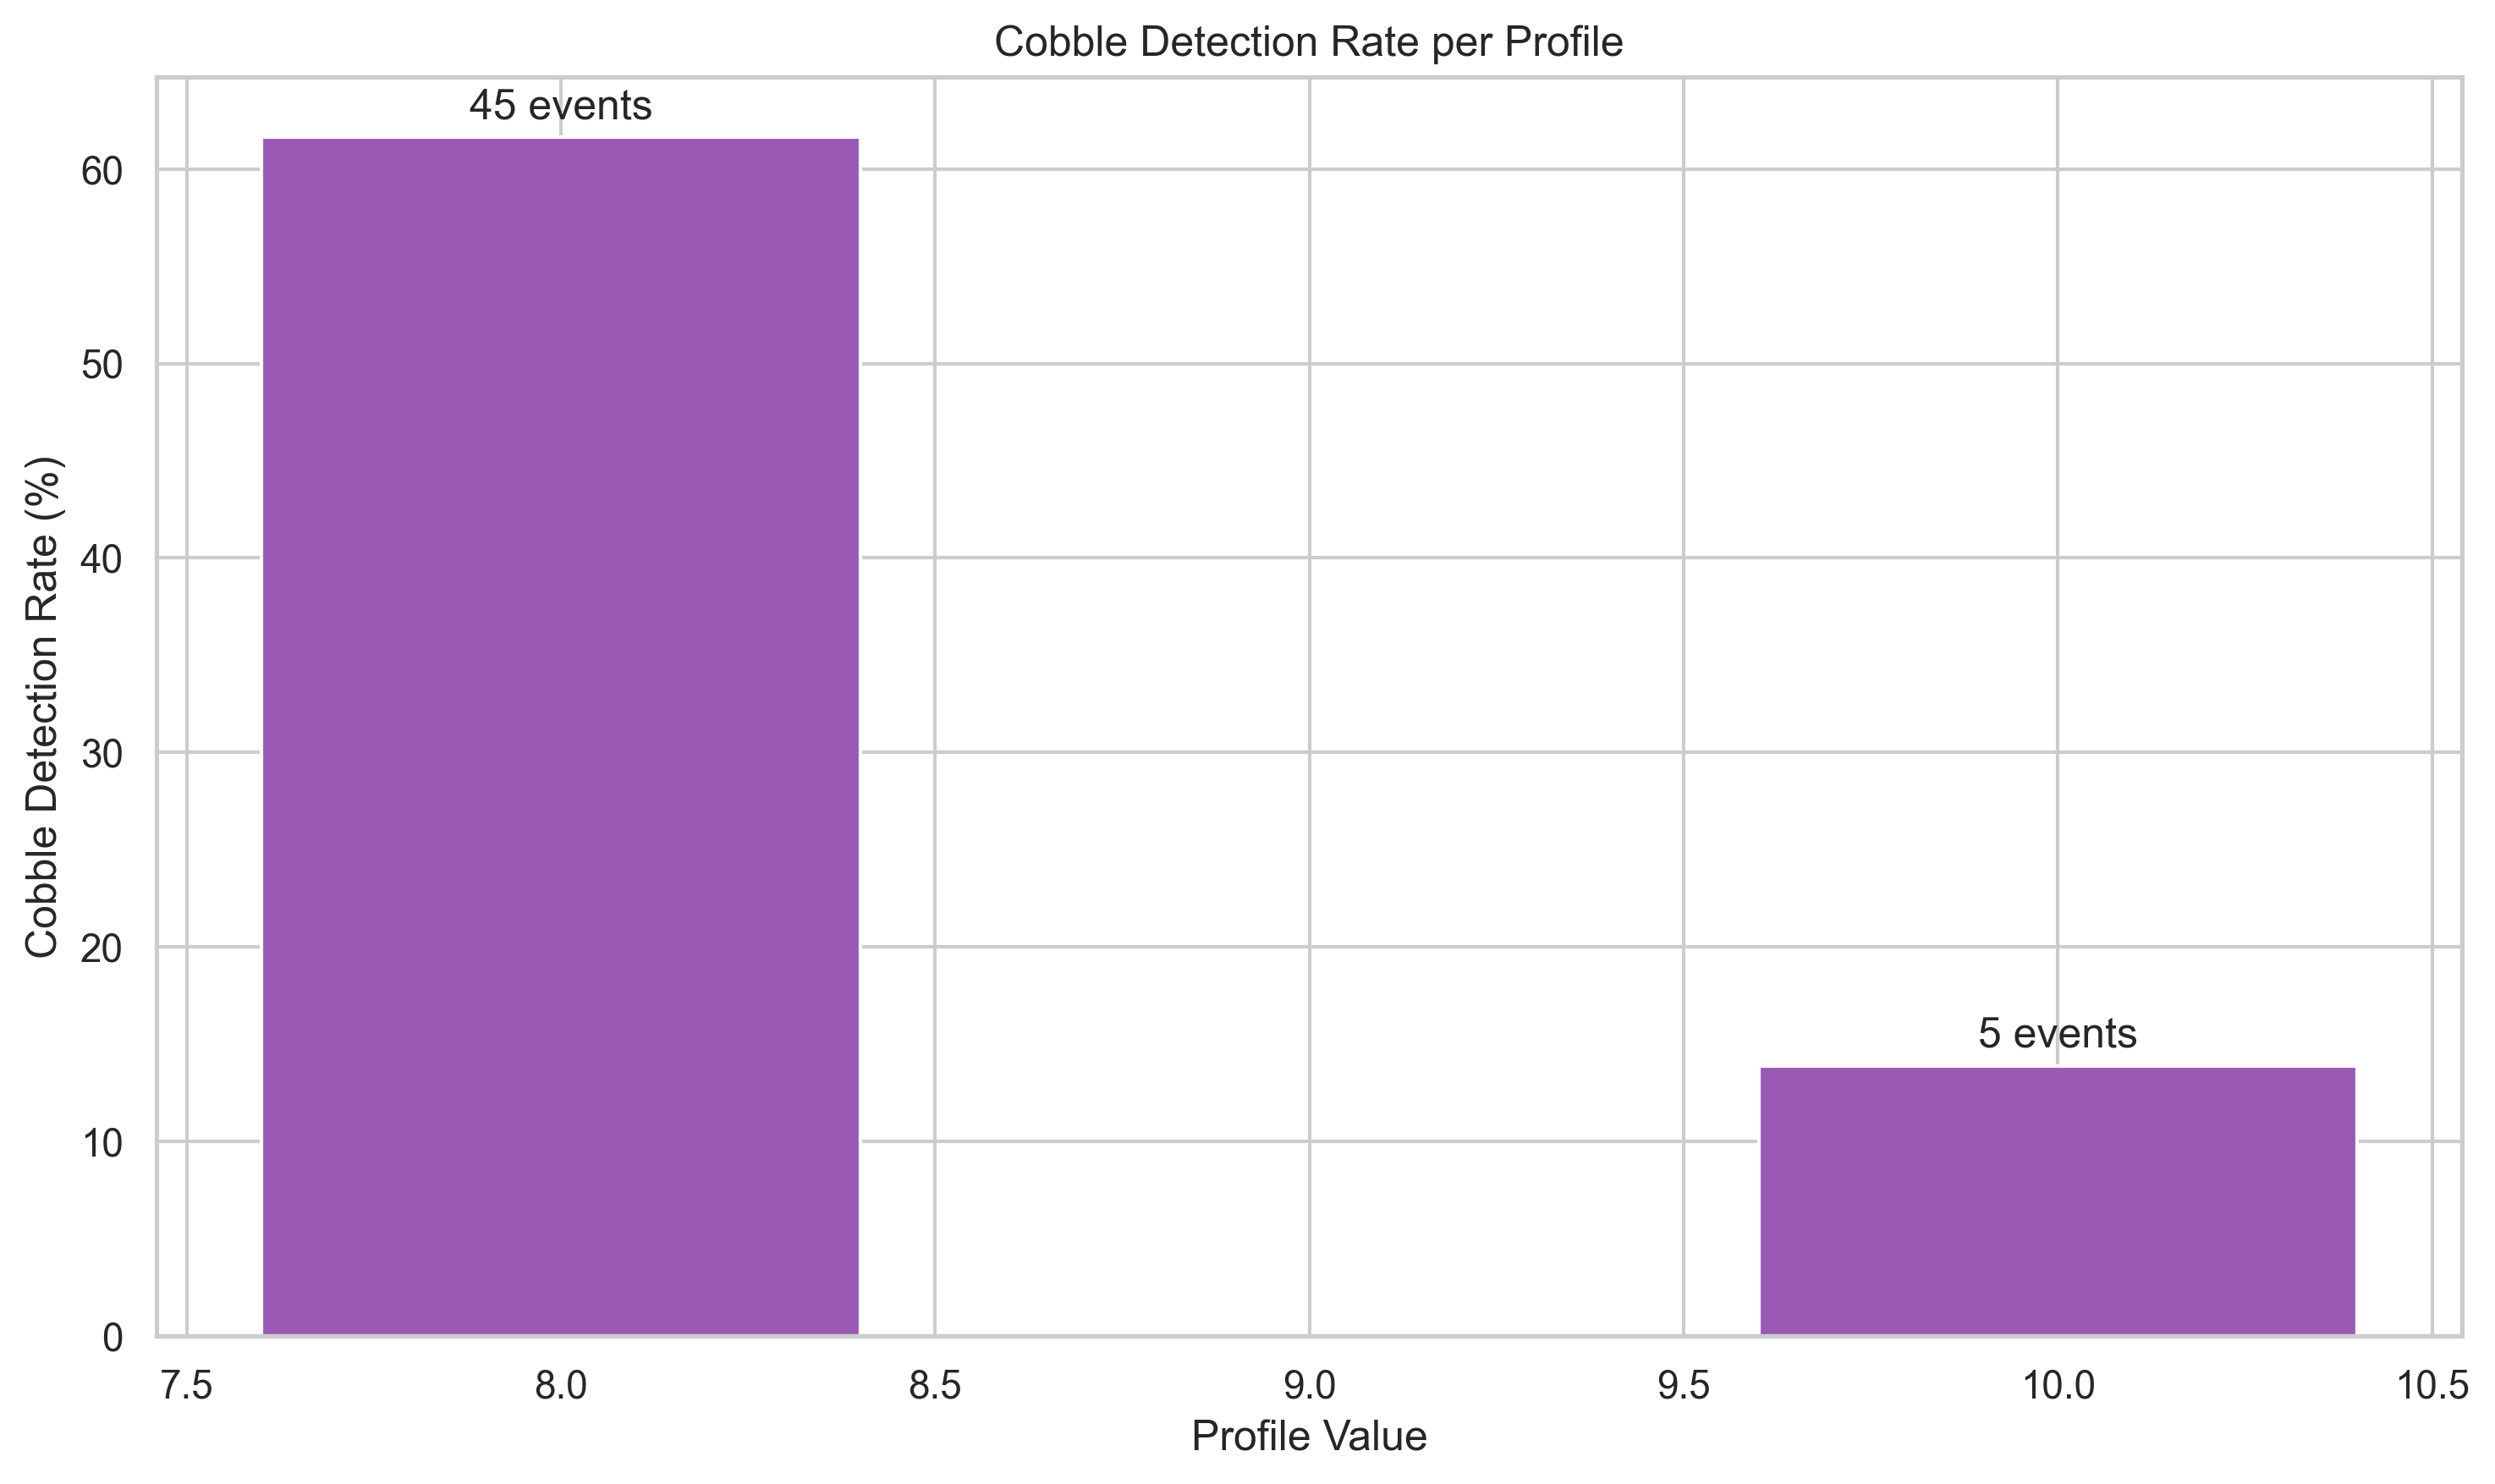 Cobble Detection Rate per Profile
45 events
60
50
40
30
20
10
0
Cobble Detection Rate (%)
5 events
7.5 8.0 8.5 9.0 9.5 10.0 10.5
Profile Value